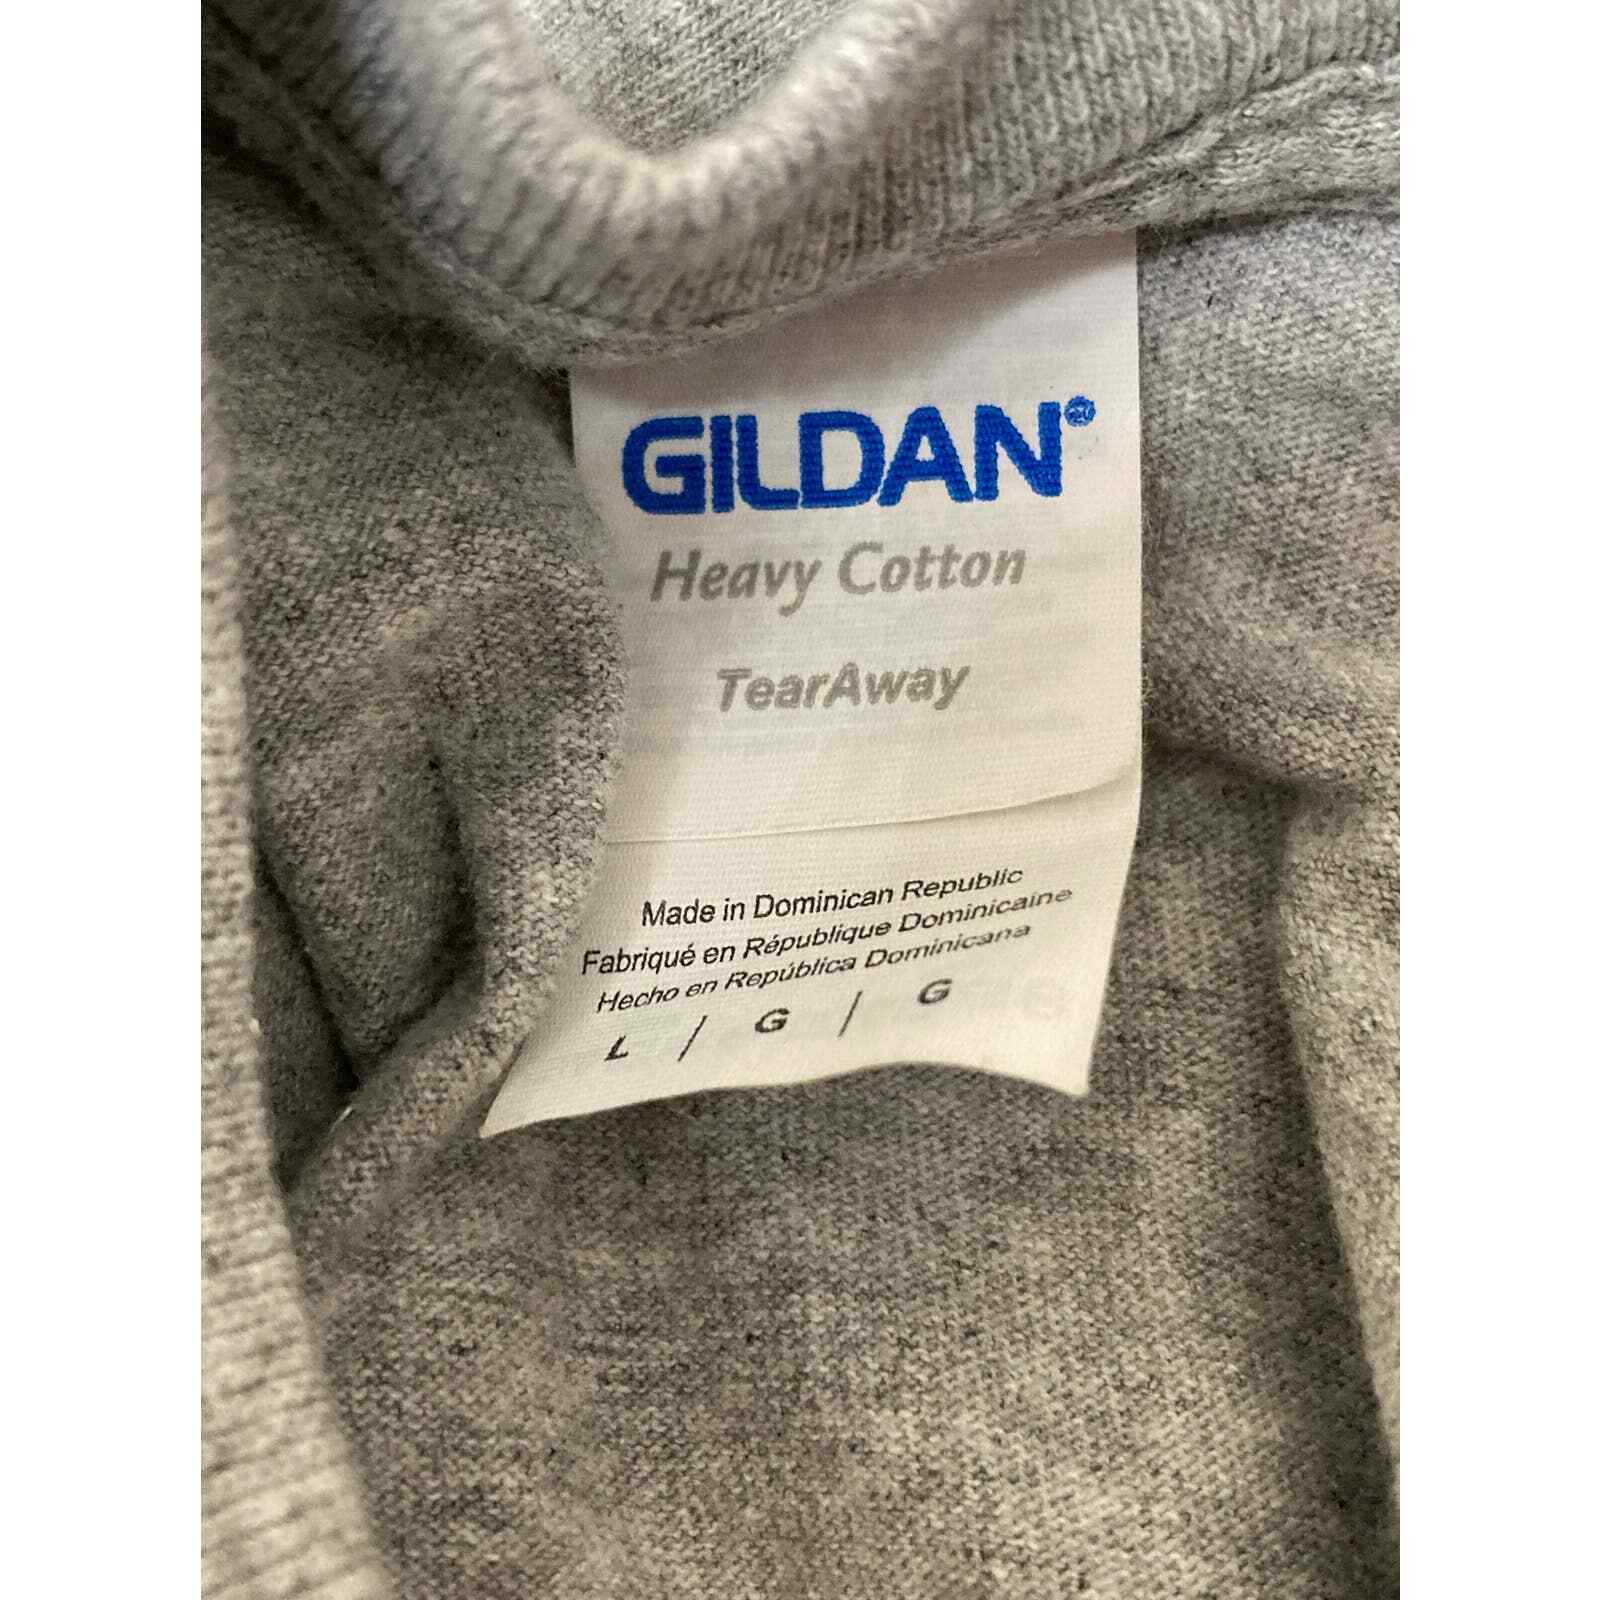 GILDAN®
Heavy Cotton
TearAway
Made in Dominican Republic
Fabriqué en République Dominicaine
Hecho en República Dominicana
L / G / G